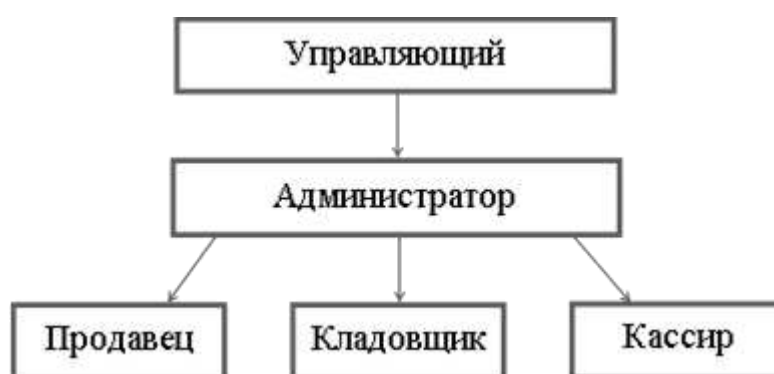 Управляющий
Администратор
Продавец
Кладовщик
Кассир